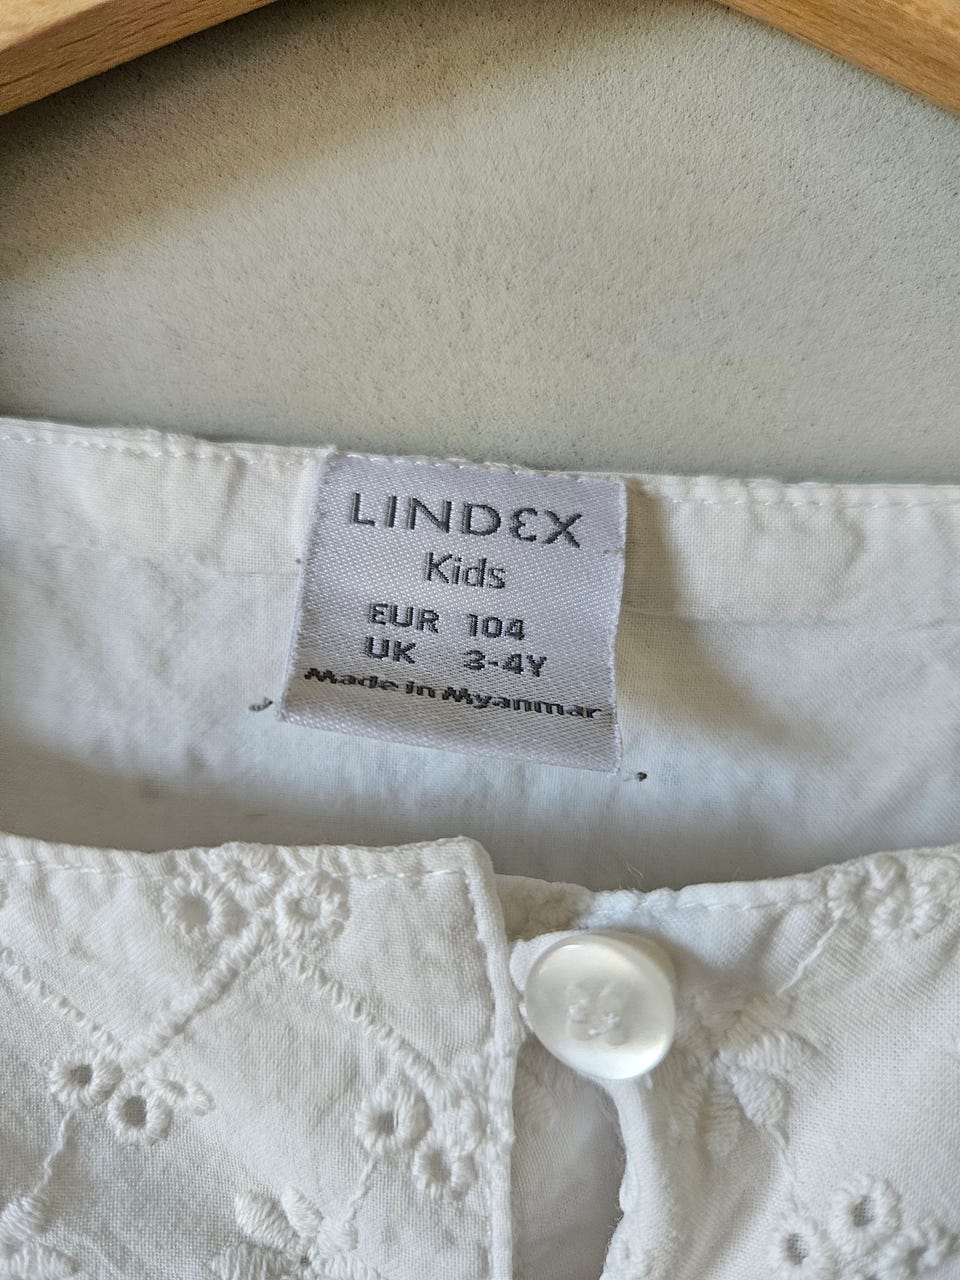 LINDEX
Kids
EUR 104
UK 3-4Y
Made in Myanmar